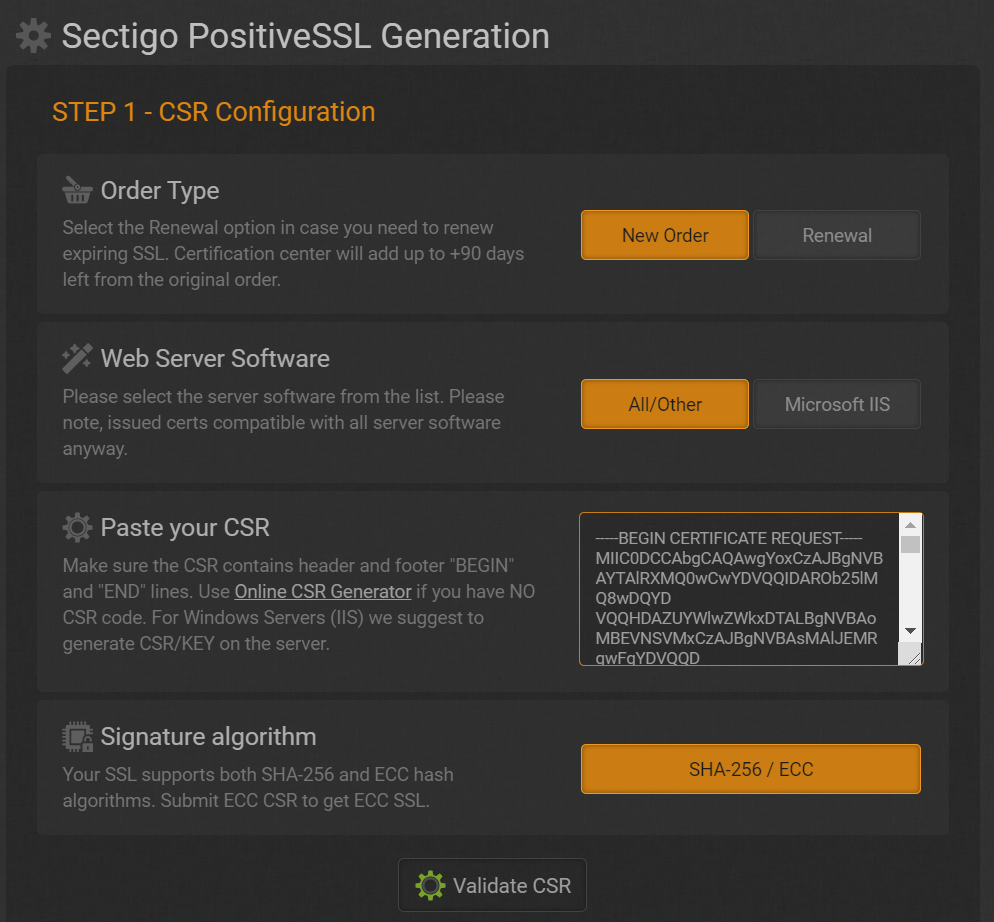 Sectigo PositiveSSL Generation
STEP 1 - CSR Configuration
Order Type
Select the Renewal option in case you need to renew
expiring SSL. Certification center will add up to +90 days
left from the original order.
New Order
Renewal
Web Server Software
Please select the server software from the list. Please
note, issued certs compatible with all server software
anyway.
All/Other
Microsoft IIS
Paste your CSR
Make sure the CSR contains header and footer "BEGIN"
and "END" lines. Use Online CSR Generator if you have NO
CSR code. For Windows Servers (IIS) we suggest to
generate CSR/KEY on the server.
-----BEGIN CERTIFICATE REQUEST-----
MIIC0DCCAbgCAQAwgYoxCzAJBgNVB
AYTAlRXMQ0wCwYDVQQIDAROb25lM
Q8wDQYD
VQQHDAZUYWlwZWkxDTALBgNVBAo
MBEVNSVMxCzAJBgNVBAsMAlJEMR
gwFgYDVQQD
Signature algorithm
Your SSL supports both SHA-256 and ECC hash
algorithms. Submit ECC CSR to get ECC SSL.
SHA-256 / ECC
Validate CSR